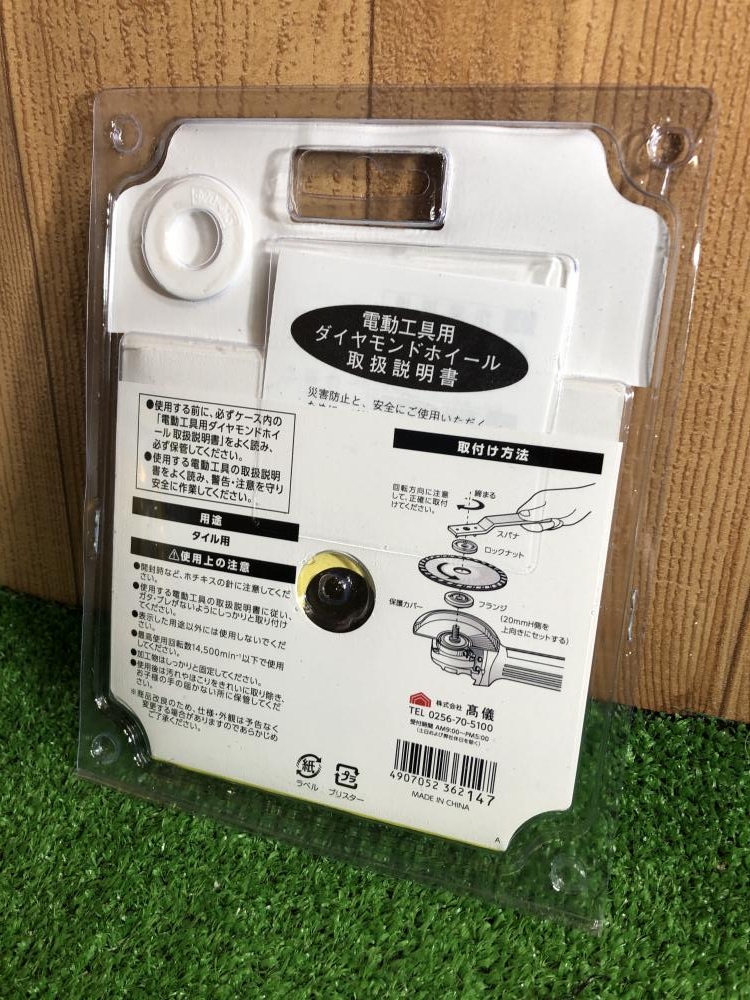 電動工具用
ダイヤモンドホイール
取扱説明書
災害防止と、安全にご使用いただく
●使用する前に、必ずケース内の
「電動工具用ダイヤモンドホイ
ール取扱説明書」をよく読み、
必ず保管してください。
●使用する電動工具の取扱説明
書をよく読み、警告・注意を守り
安全に作業してください。
用途
タイル用
⚠使用上の注意
●開封時など、ホチキスの針に注意してくだ
さい。
●使用する電動工具の取扱説明書に従い、
ガタ・ブレがないようにしっかりと取り付け
てください。
●表示した用途以外には使用しないでくだ
さい。
●最高使用回転数14,500min⁻¹以下で使用
してください。
●加工物はしっかりと固定してください。
●使用後は汚れやほこりをきれいに取り除き、
お子様の手の届かない所に保管してくだ
さい。
※商品改良のため、仕様・外観は予告なく
変更する場合がありますのであらかじめ
ご了承ください。
取付け方法
回転方向に注意
して、正確に取付
けてください。
締まる
スパナ
ロックナット
保護カバー
フランジ
(20mmH側を
上向きにセットする)
株式会社 髙儀
TEL 0256-70-5100
受付時間 AM9:00~PM5:00
(土日および弊社休日を除く)
紙
ラベル
プラ
ブリスター
4907052 362147
MADE IN CHINA
A